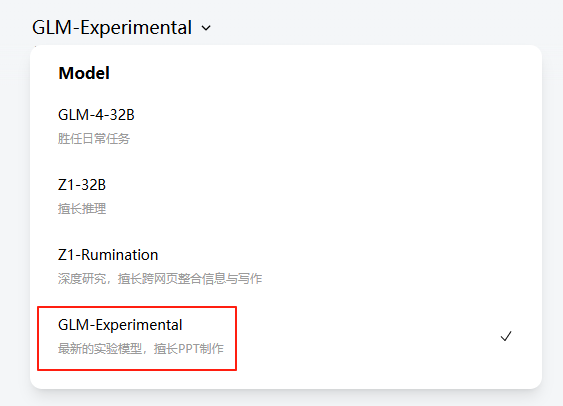 GLM-Experimental
Model
GLM-4-32B
胜任日常任务
Z1-32B
擅长推理
Z1-Rumination
深度研究，擅长跨网页整合信息与写作
GLM-Experimental
最新的实验模型，擅长PPT制作